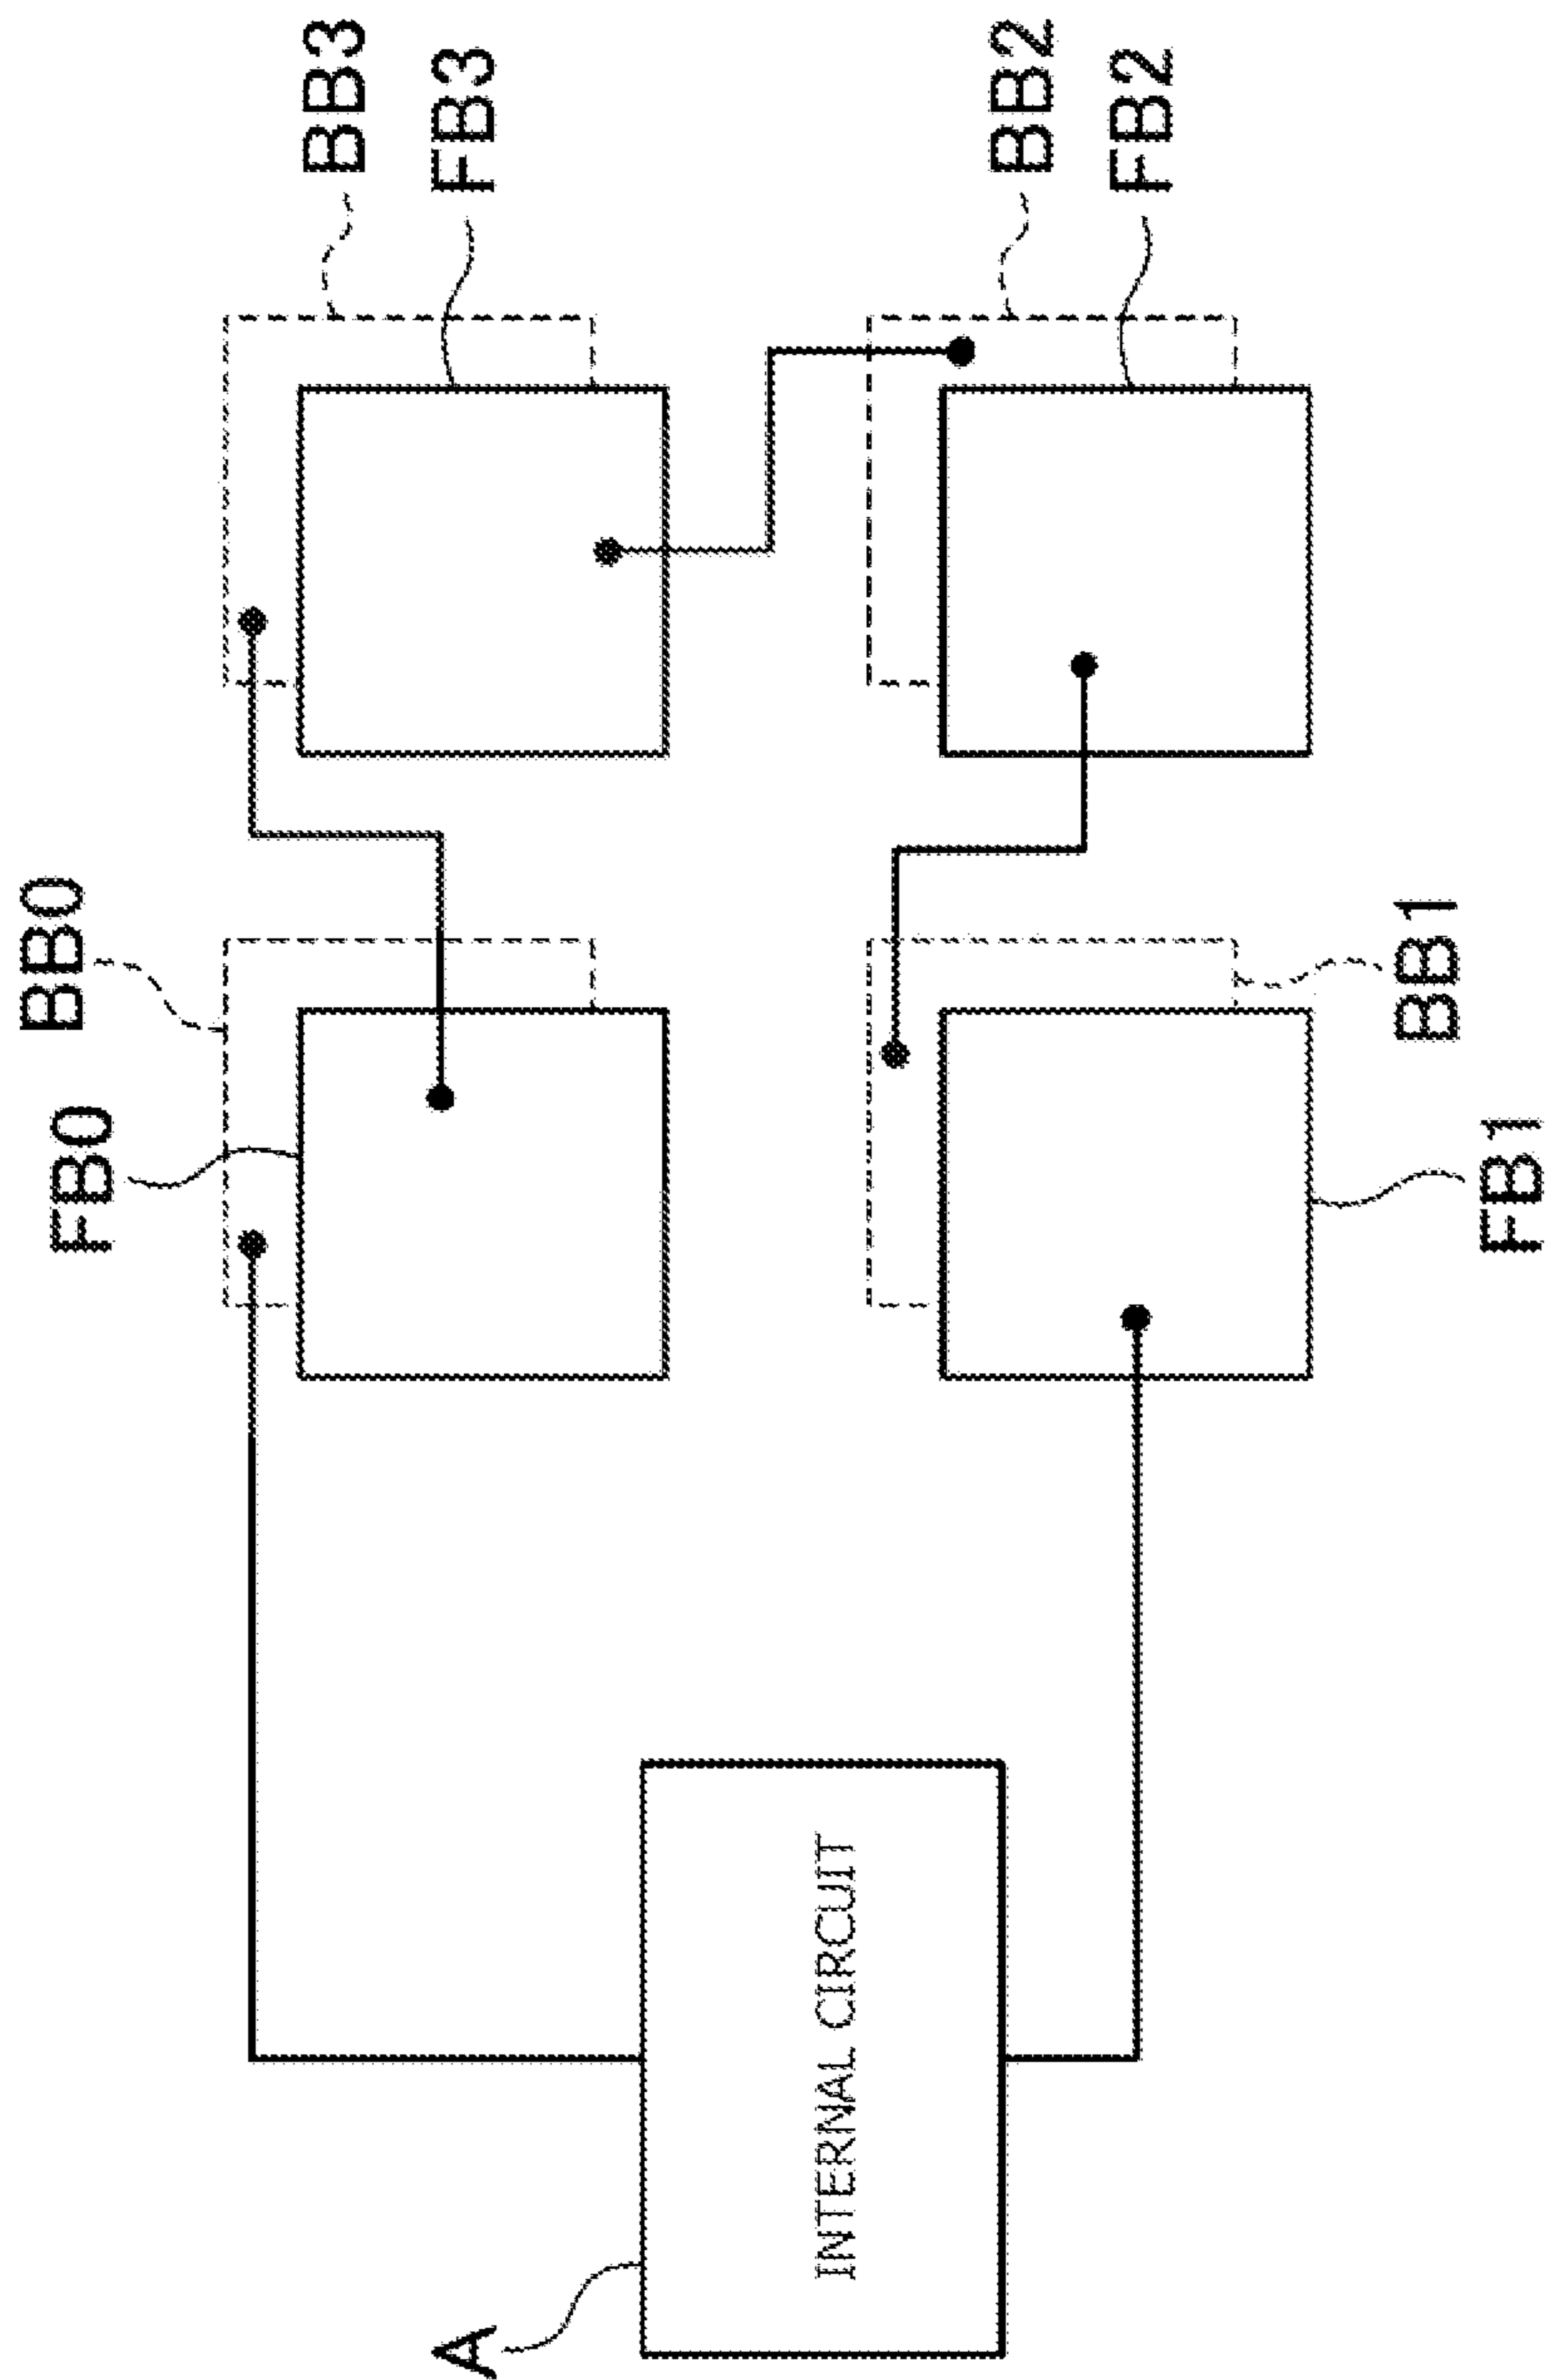 BB0
FB0
BB3
FB3
BB2
FB2
BB1
FB1
A
INTERNAL CIRCUIT